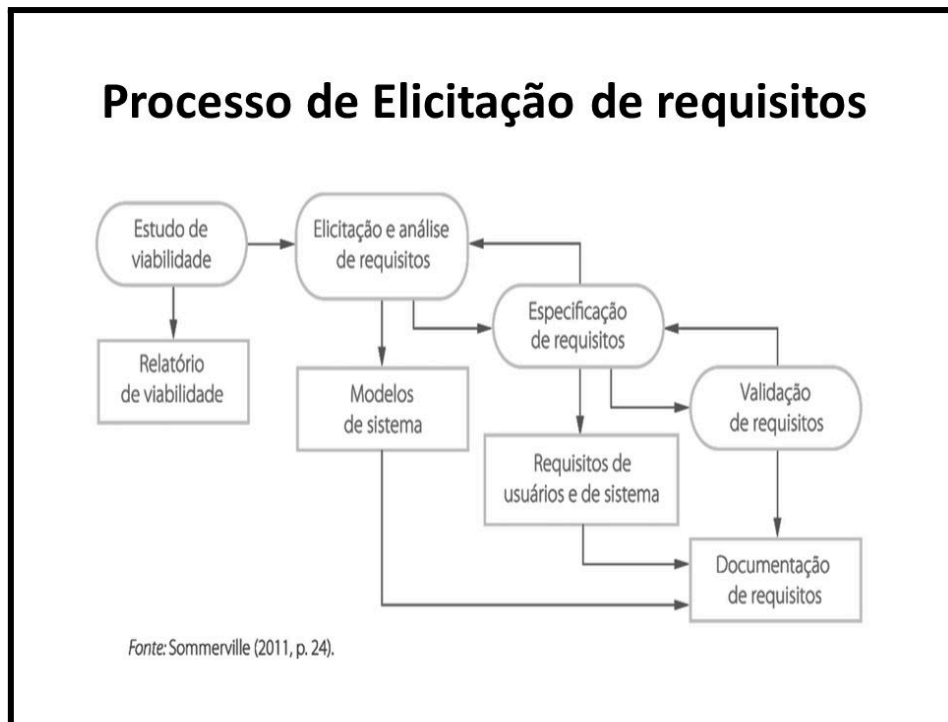 Processo de Elicitação de requisitos
Estudo de
viabilidade
Elicitação e análise
de requisitos
Especificação
de requisitos
Relatório
de viabilidade
Modelos
de sistema
Validação
de requisitos
Requisitos de
usuários e de sistema
Documentação
de requisitos
Fonte: Sommerville (2011, p. 24).